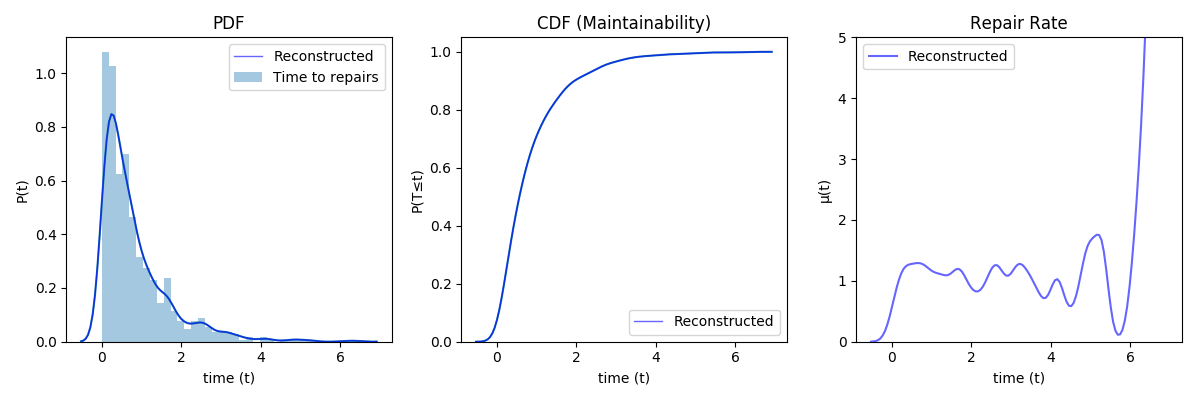 PDF
P(t)
1.0
0.8
0.6
0.4
0.2
0.0
Reconstructed
Time to repairs
0
2
4
6
time (t)
CDF (Maintainability)
P(T≤t)
1.0
0.8
0.6
0.4
0.2
0.0
Reconstructed
0
2
4
6
time (t)
Repair Rate
μ(t)
5
4
3
2
1
0
Reconstructed
0
2
4
6
time (t)